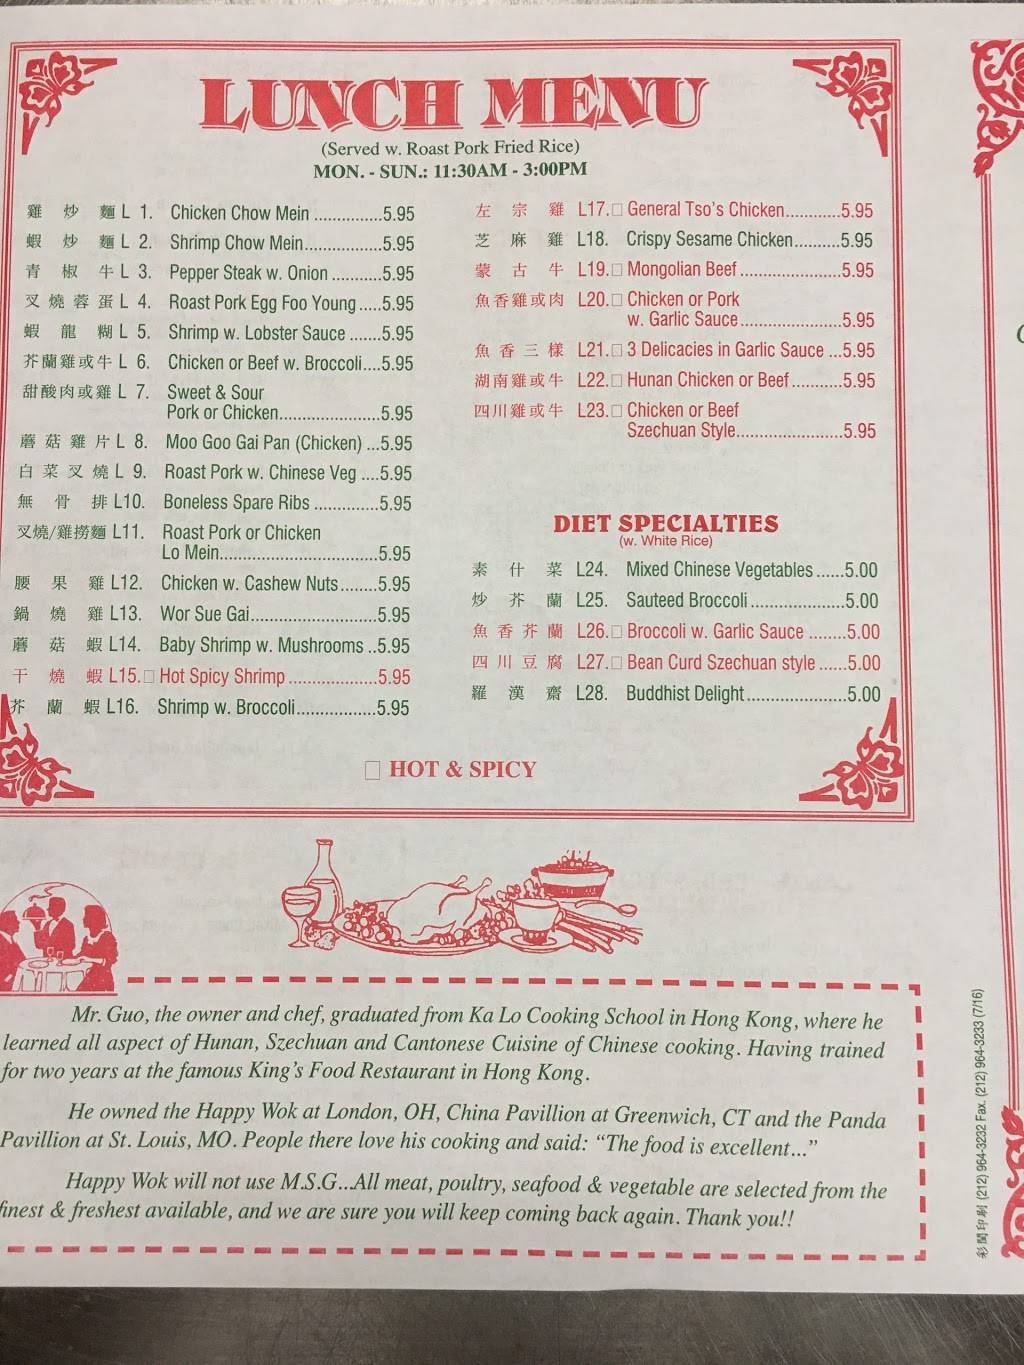 LUNCH MENU
(Served w. Roast Pork Fried Rice)
MON. - SUN.: 11:30AM - 3:00PM
雞炒麵 L 1. Chicken Chow Mein ..............5.95
蝦炒麵 L 2. Shrimp Chow Mein................5.95
青椒牛 L 3. Pepper Steak w. Onion ..........5.95
叉燒蓉蛋 L 4. Roast Pork Egg Foo Young .....5.95
蝦龍糊 L 5. Shrimp w. Lobster Sauce .......5.95
芥蘭雞或牛 L 6. Chicken or Beef w. Broccoli....5.95
甜酸肉或雞 L 7. Sweet & Sour
Pork or Chicken.....................5.95
蘑菇雞片 L 8. Moo Goo Gai Pan (Chicken) ...5.95
白菜叉燒 L 9. Roast Pork w. Chinese Veg ....5.95
無骨排 L10. Boneless Spare Ribs ..............5.95
叉燒/雞撈麵 L11. Roast Pork or Chicken
Lo Mein.................................5.95
腰果雞 L12. Chicken w. Cashew Nuts........5.95
鍋燒雞 L13. Wor Sue Gai..........................5.95
蘑菇蝦 L14. Baby Shrimp w. Mushrooms ..5.95
干燒蝦 L15.□ Hot Spicy Shrimp ...................5.95
芥蘭蝦 L16. Shrimp w. Broccoli.................5.95
左宗雞 L17.□ General Tso's Chicken............5.95
芝麻雞 L18. Crispy Sesame Chicken..........5.95
蒙古牛 L19.□ Mongolian Beef ......................5.95
魚香雞或肉 L20.□ Chicken or Pork
w. Garlic Sauce......................5.95
魚香三樣 L21.□ 3 Delicacies in Garlic Sauce ...5.95
湖南雞或牛 L22.□ Hunan Chicken or Beef...........5.95
四川雞或牛 L23.□ Chicken or Beef
Szechuan Style.......................5.95
DIET SPECIALTIES
(w. White Rice)
素什菜 L24. Mixed Chinese Vegetables ......5.00
炒芥蘭 L25. Sauteed Broccoli ....................5.00
魚香芥蘭 L26.□ Broccoli w. Garlic Sauce ........5.00
四川豆腐 L27.□ Bean Curd Szechuan style ......5.00
羅漢齋 L28. Buddhist Delight......................5.00
□ HOT & SPICY
Mr. Guo, the owner and chef, graduated from Ka Lo Cooking School in Hong Kong, where he
learned all aspect of Hunan, Szechuan and Cantonese Cuisine of Chinese cooking. Having trained
for two years at the famous King's Food Restaurant in Hong Kong.
He owned the Happy Wok at London, OH, China Pavillion at Greenwich, CT and the Panda
Pavillion at St. Louis, MO. People there love his cooking and said: "The food is excellent..."
Happy Wok will not use M.S.G...All meat, poultry, seafood & vegetable are selected from the
finest & freshest available, and we are sure you will keep coming back again. Thank you!!
印刷 (212) 964-3232 Fax. (212) 964-3233 (7/16)